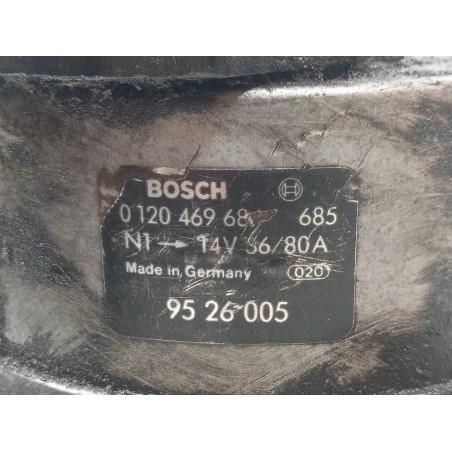 BOSCH
0 120 469 68 685
N1→ 14V 36/80A
Made in Germany 020
95 26 005